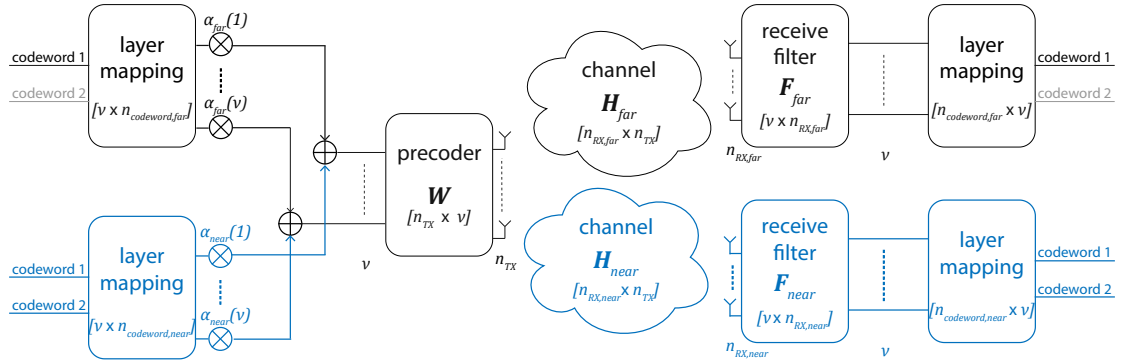 codeword 1
codeword 2
layer
mapping
[v x n_codeword,far]
α_far(1)
α_far(v)
codeword 1
codeword 2
layer
mapping
[v x n_codeword,near]
α_near(1)
α_near(v)
v
precoder
W
[n_TX x v]
n_TX
channel
H_far
[n_RX,far x n_TX]
n_RX,far
receive
filter
F_far
[v x n_RX,far]
v
layer
mapping
[n_codeword,far x v]
codeword 1
codeword 2
channel
H_near
[n_RX,near x n_TX]
n_RX,near
receive
filter
F_near
[v x n_RX,near]
v
layer
mapping
[n_codeword,near x v]
codeword 1
codeword 2